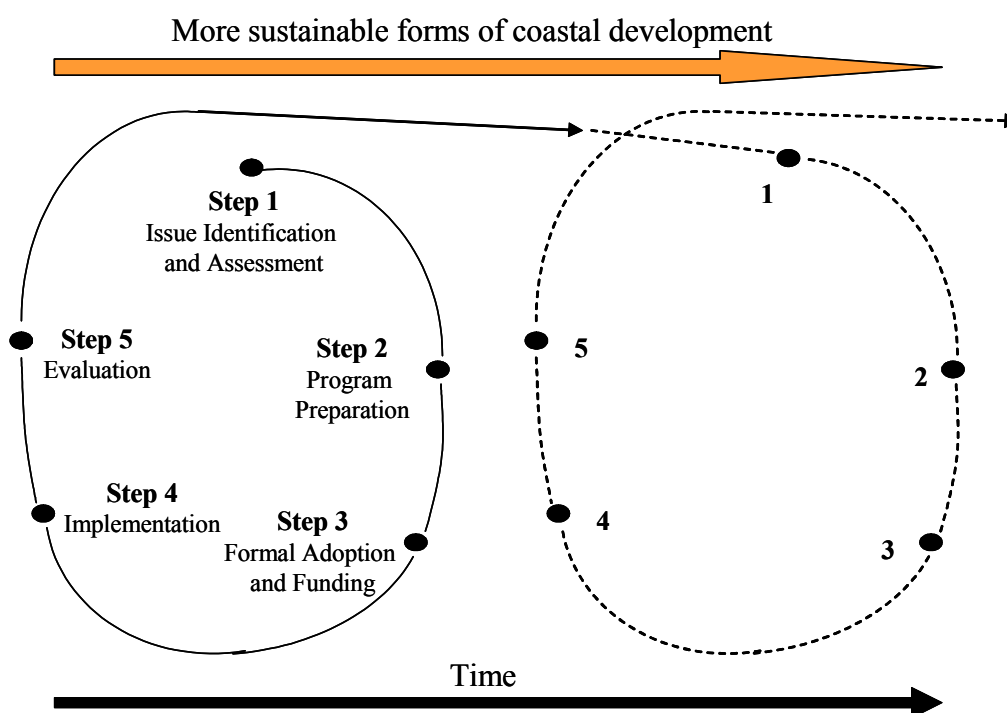 More sustainable forms of coastal development
Step 1
Issue Identification
and Assessment
Step 2
Program
Preparation
Step 3
Formal Adoption
and Funding
Step 4
Implementation
Step 5
Evaluation
1
2
3
4
5
Time